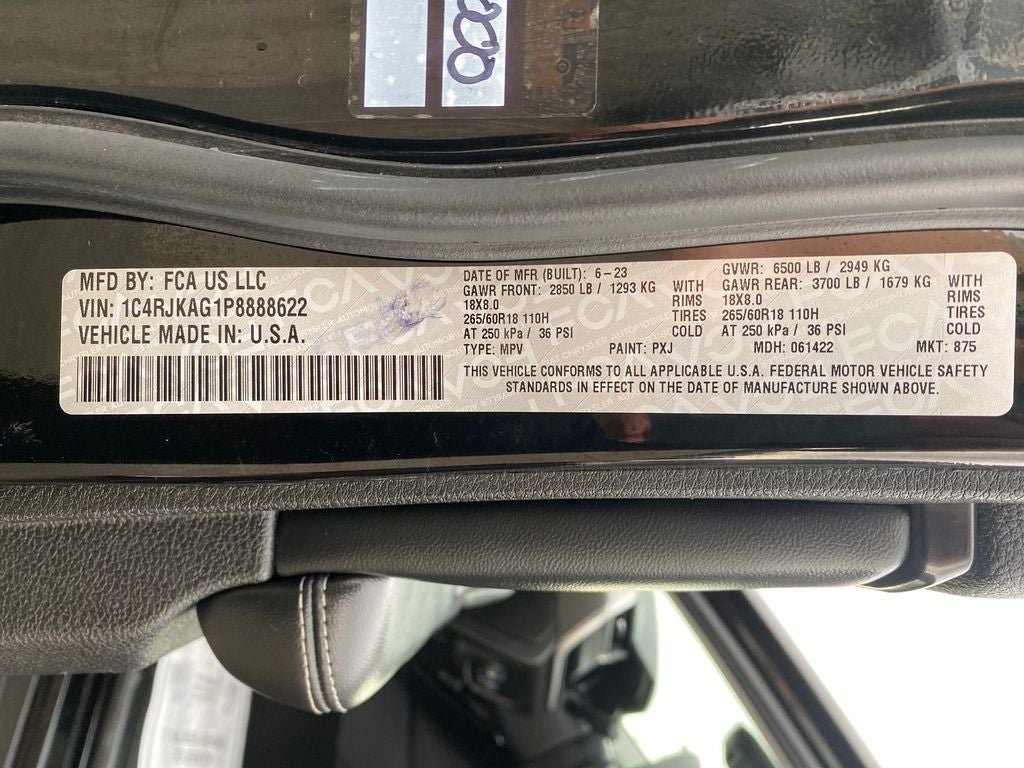 MFD BY: FCA US LLC
VIN: 1C4RJKAG1P8888622
VEHICLE MADE IN: U.S.A.
DATE OF MFR (BUILT): 6-23
GAWR FRONT: 2850 LB / 1293 KG
18X8.0
265/60R18 110H
AT 250 kPa / 36 PSI
WITH
RIMS
TIRES
COLD
GVWR: 6500 LB / 2949 KG
GAWR REAR: 3700 LB / 1679 KG
18X8.0
265/60R18 110H
AT 250 kPa / 36 PSI
WITH
RIMS
TIRES
COLD
TYPE: MPV PAINT: PXJ MDH: 061422 MKT: 875
THIS VEHICLE CONFORMS TO ALL APPLICABLE U.S.A. FEDERAL MOTOR VEHICLE SAFETY
STANDARDS IN EFFECT ON THE DATE OF MANUFACTURE SHOWN ABOVE.